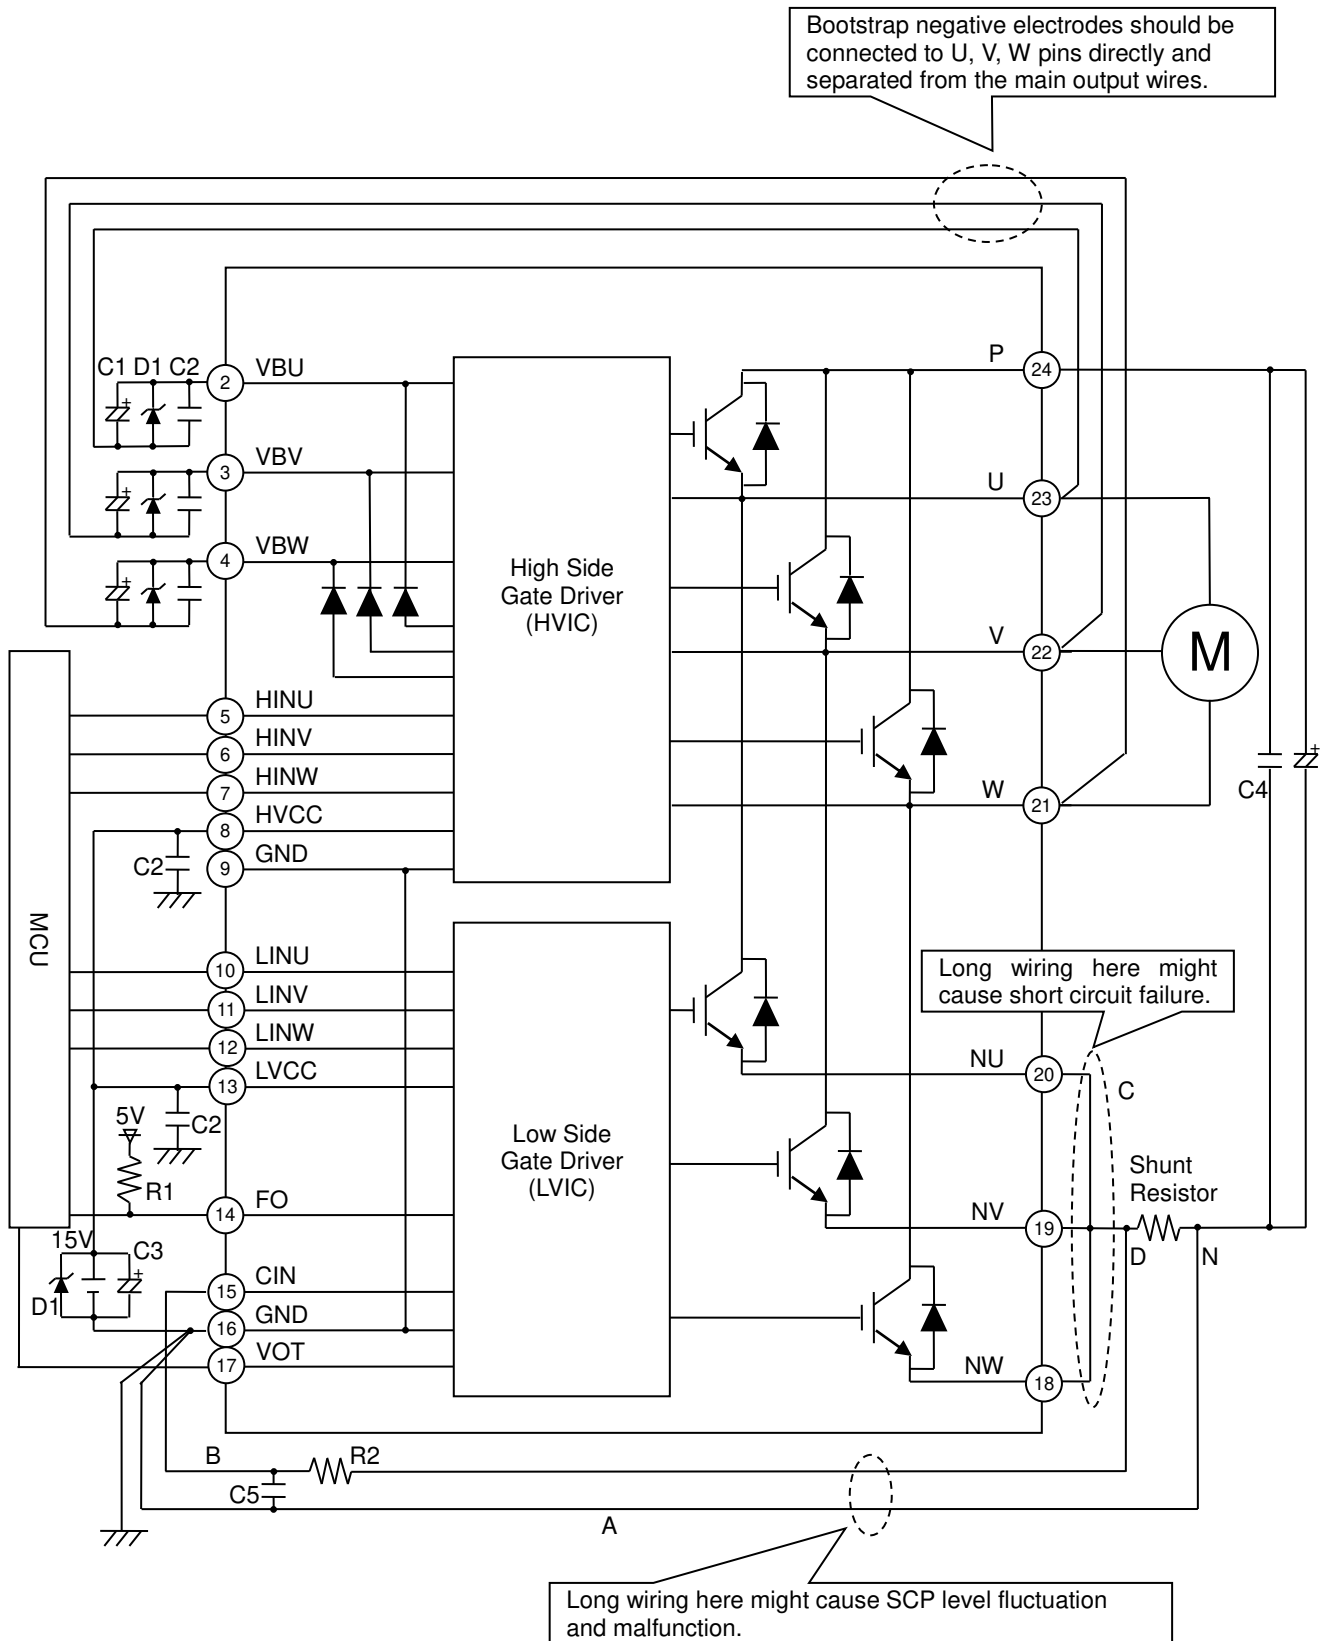 Bootstrap negative electrodes should be
connected to U, V, W pins directly and
separated from the main output wires.
C1 D1 C2
2
VBU
P
24
3
VBV
U
23
4
VBW
High Side
Gate Driver
(HVIC)
V
22
M
5
HINU
6
HINV
7
HINW
W
21
C4
8
HVCC
C2
9
GND
MCU
10
LINU
Long wiring here might
cause short circuit failure.
11
LINV
12
LINW
13
LVCC
NU
20
C
5V
C2
R1
Low Side
Gate Driver
(LVIC)
Shunt
Resistor
14
FO
NV
19
D
N
15V
C3
D1
15
CIN
16
GND
17
VOT
NW
18
B
R2
C5
A
Long wiring here might cause SCP level fluctuation
and malfunction.
+
+
+
+
+